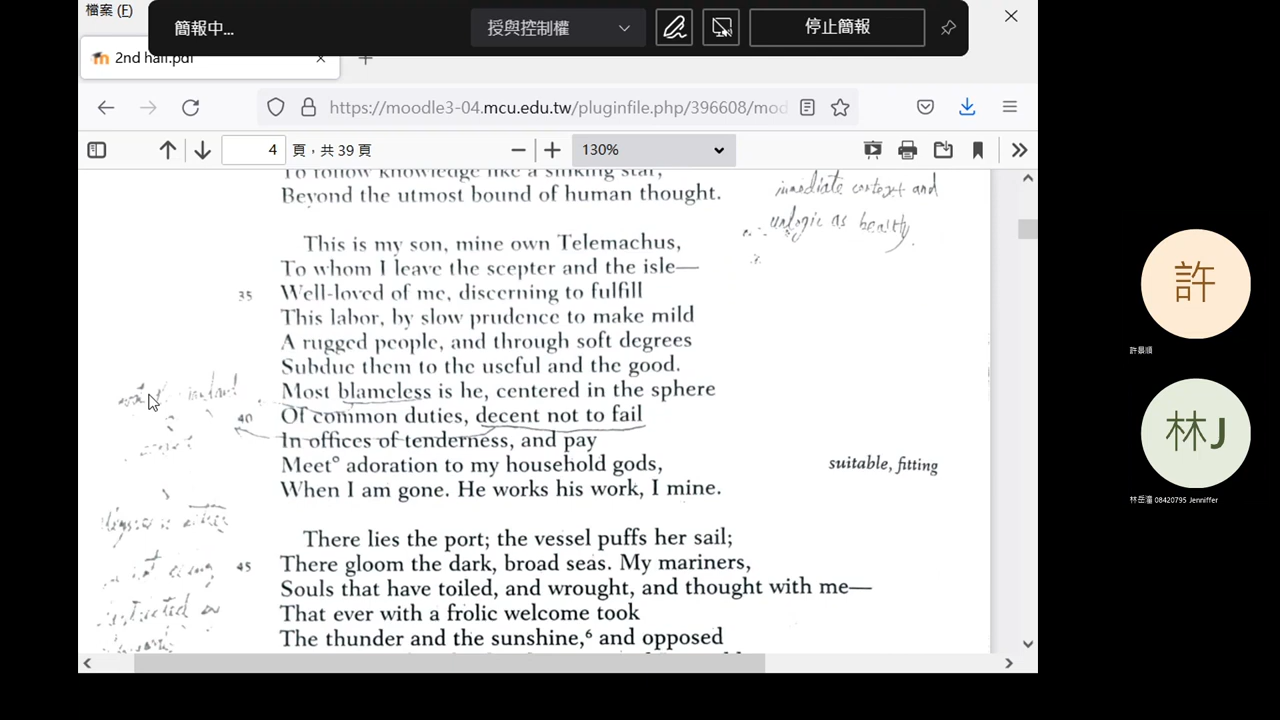 檔案 (F)
簡報中...
授與控制權
停止簡報
2nd half.pdf
https://moodle3-04.mcu.edu.tw/pluginfile.php/396608/mod
4 頁，共 39 頁
130%
To follow knowledge like a sinking star,
Beyond the utmost bound of human thought.
and
as
This is my son, mine own Telemachus,
To whom I leave the scepter and the isle—
35 Well-loved of me, discerning to fulfill
This labor, by slow prudence to make mild
A rugged people, and through soft degrees
Subdue them to the useful and the good.
Most blameless is he, centered in the sphere
40 Of common duties, decent not to fail
In offices of tenderness, and pay
Meet° adoration to my household gods, suitable, fitting
When I am gone. He works his work, I mine.
There lies the port; the vessel puffs her sail;
45 There gloom the dark, broad seas. My mariners,
Souls that have toiled, and wrought, and thought with me—
That ever with a frolic welcome took
The thunder and the sunshine,⁶ and opposed
許
許景順
林J
林岳潘 08420795 Jenniffer